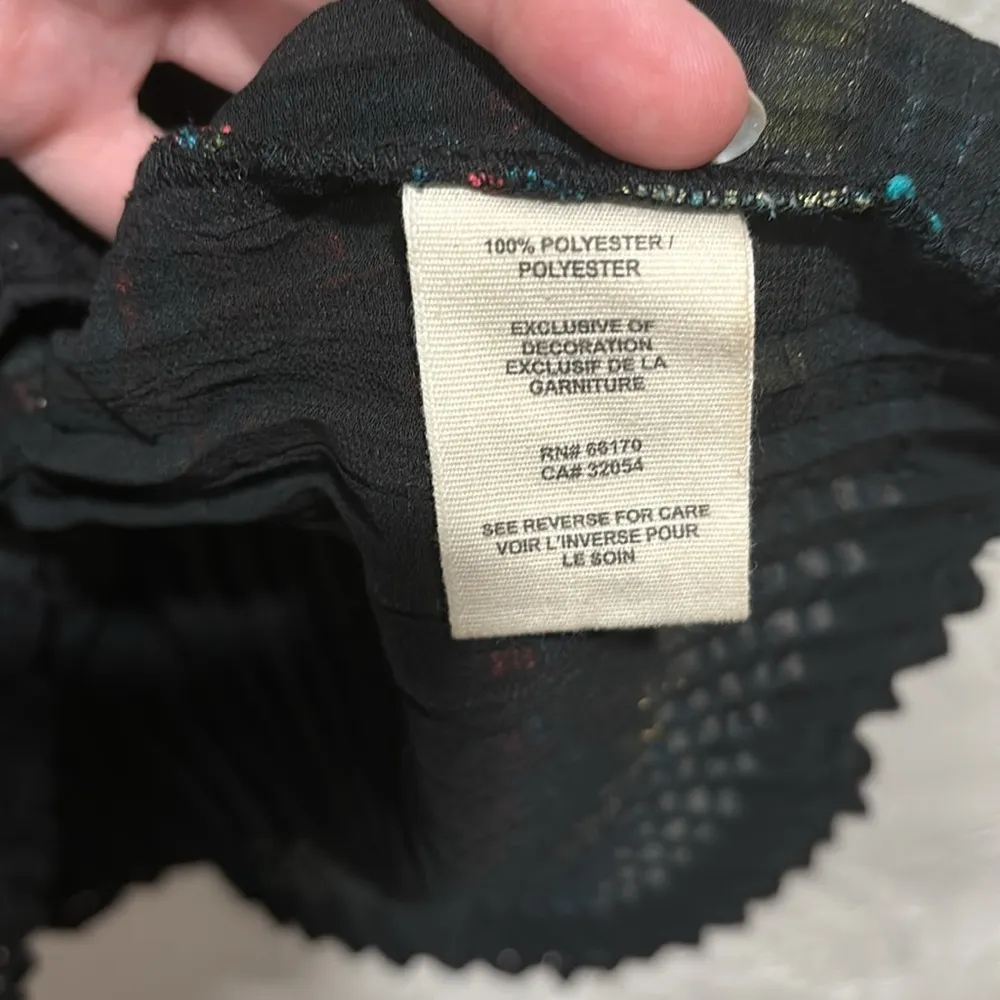 100% POLYESTER /
POLYESTER
EXCLUSIVE OF
DECORATION
EXCLUSIF DE LA
GARNITURE
RN# 66170
CA# 32054
SEE REVERSE FOR CARE
VOIR L'INVERSE POUR
LE SOIN